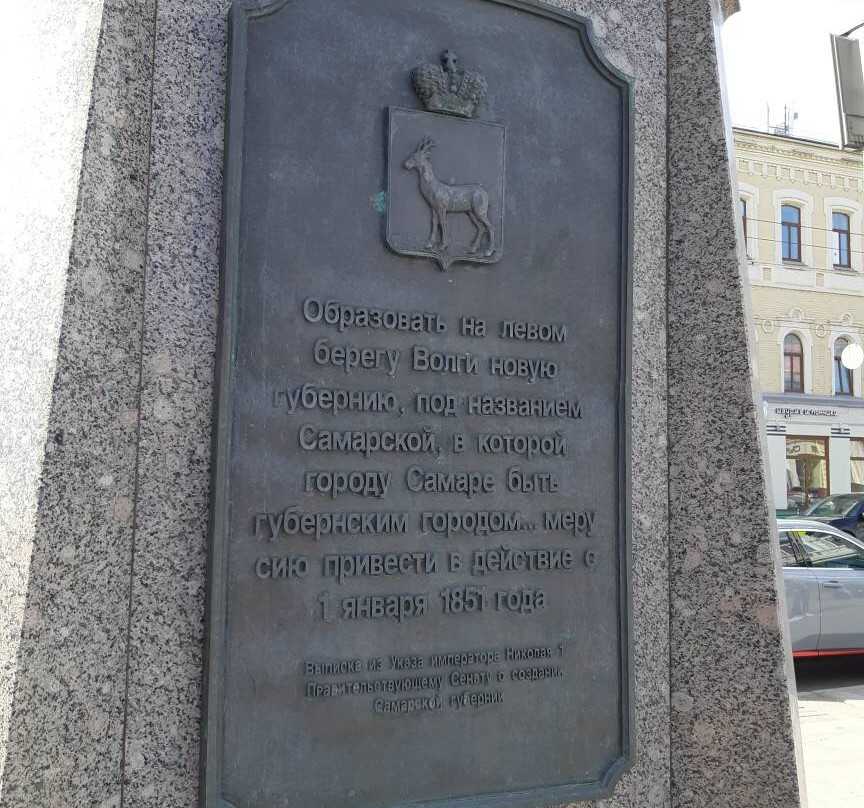 Образовать на левом
берегу Волги новую
губернию, под названием
Самарской, в которой
городу Самаре быть
губернским городом... меру
сию привести в действие с
1 января 1851 года
Выписка из Указа императора Николая 1
Правительствующему Сенату о создании
Самарской губернии